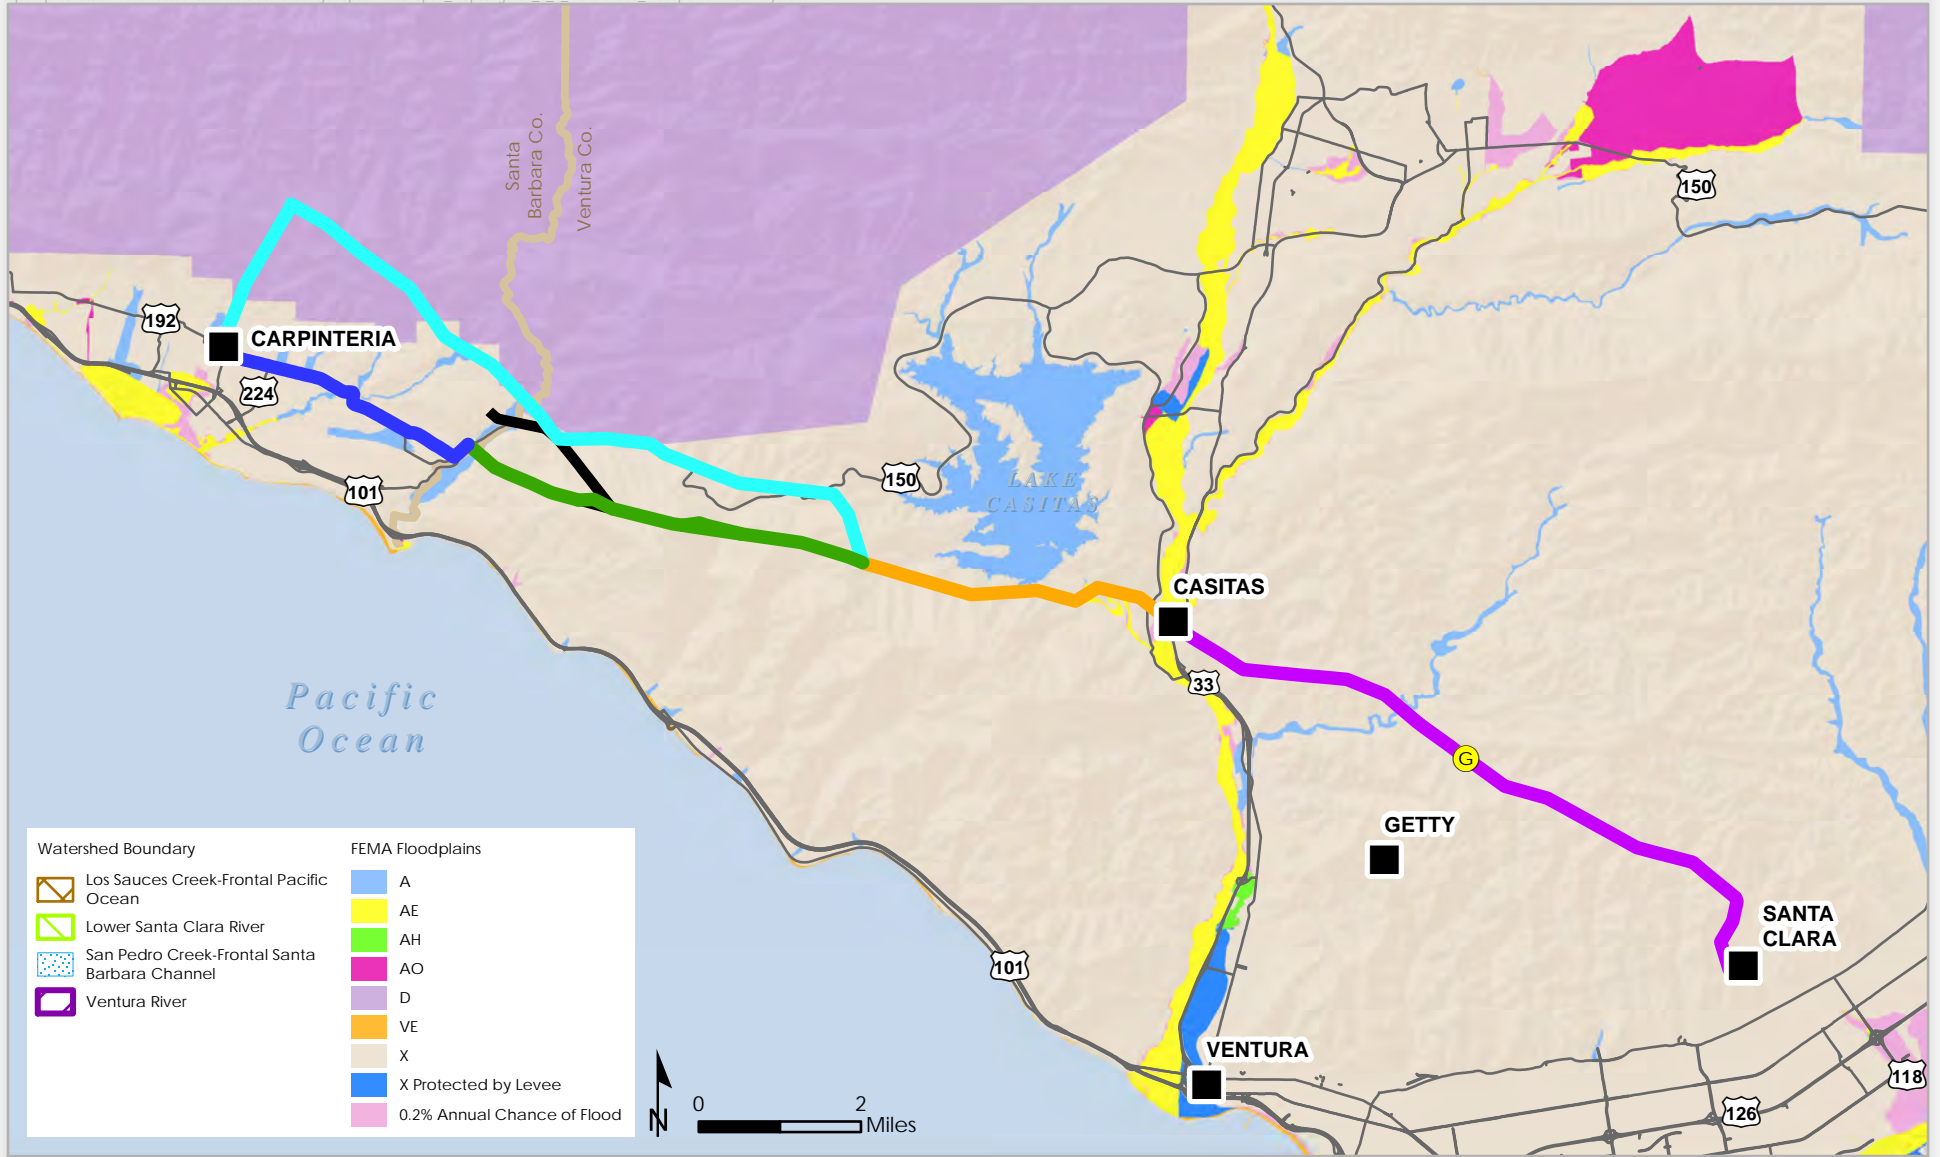 Santa
Barbara Co.
Ventura Co.
150
192
CARPINTERIA
224
101
150
LAKE
CASITAS
CASITAS
33
Pacific
Ocean
G
GETTY
SANTA
CLARA
101
VENTURA
118
126
Watershed Boundary
Los Sauces Creek-Frontal Pacific
Ocean
Lower Santa Clara River
San Pedro Creek-Frontal Santa
Barbara Channel
Ventura River
FEMA Floodplains
A
AE
AH
AO
D
VE
X
X Protected by Levee
0.2% Annual Chance of Flood
N
0 2
Miles